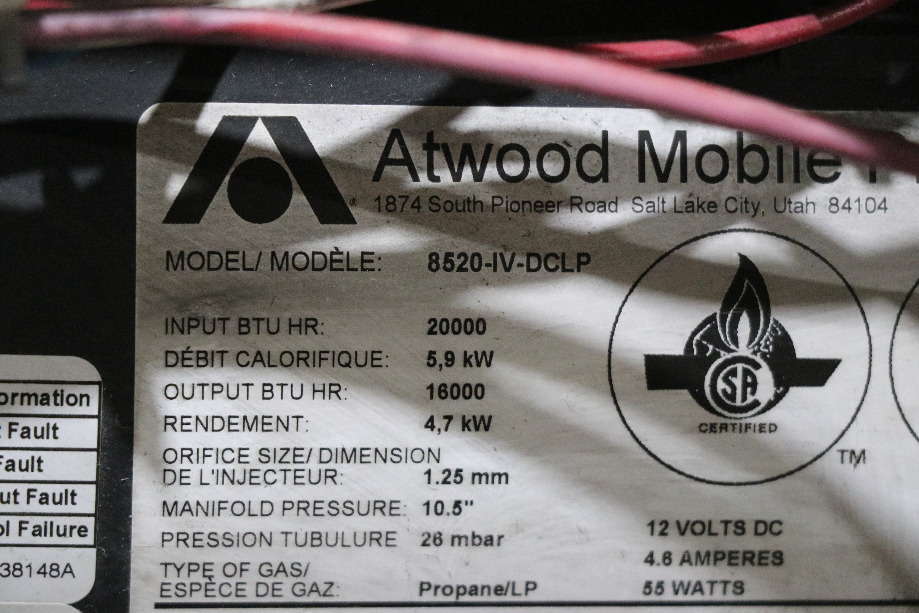 Atwood Mobile
1874 South Pioneer Road Salt Lake City, Utah 84104
MODEL/ MODÈLE: 8520-IV-DCLP
INPUT BTU HR: 20000
DÉBIT CALORIFIQUE: 5,9 kW
OUTPUT BTU HR: 16000
RENDEMENT: 4,7 kW
ORIFICE SIZE/ DIMENSION
DE L'INJECTEUR: 1.25 mm
MANIFOLD PRESSURE: 10.5"
PRESSION TUBULURE 26 mbar
TYPE OF GAS/
ESPÈCE DE GAZ: Propane/LP
CSA
CERTIFIED
TM
12 VOLTS DC
4.6 AMPERES
55 WATTS
ormation
t Fault
Fault
ut Fault
ol Failure
38148A